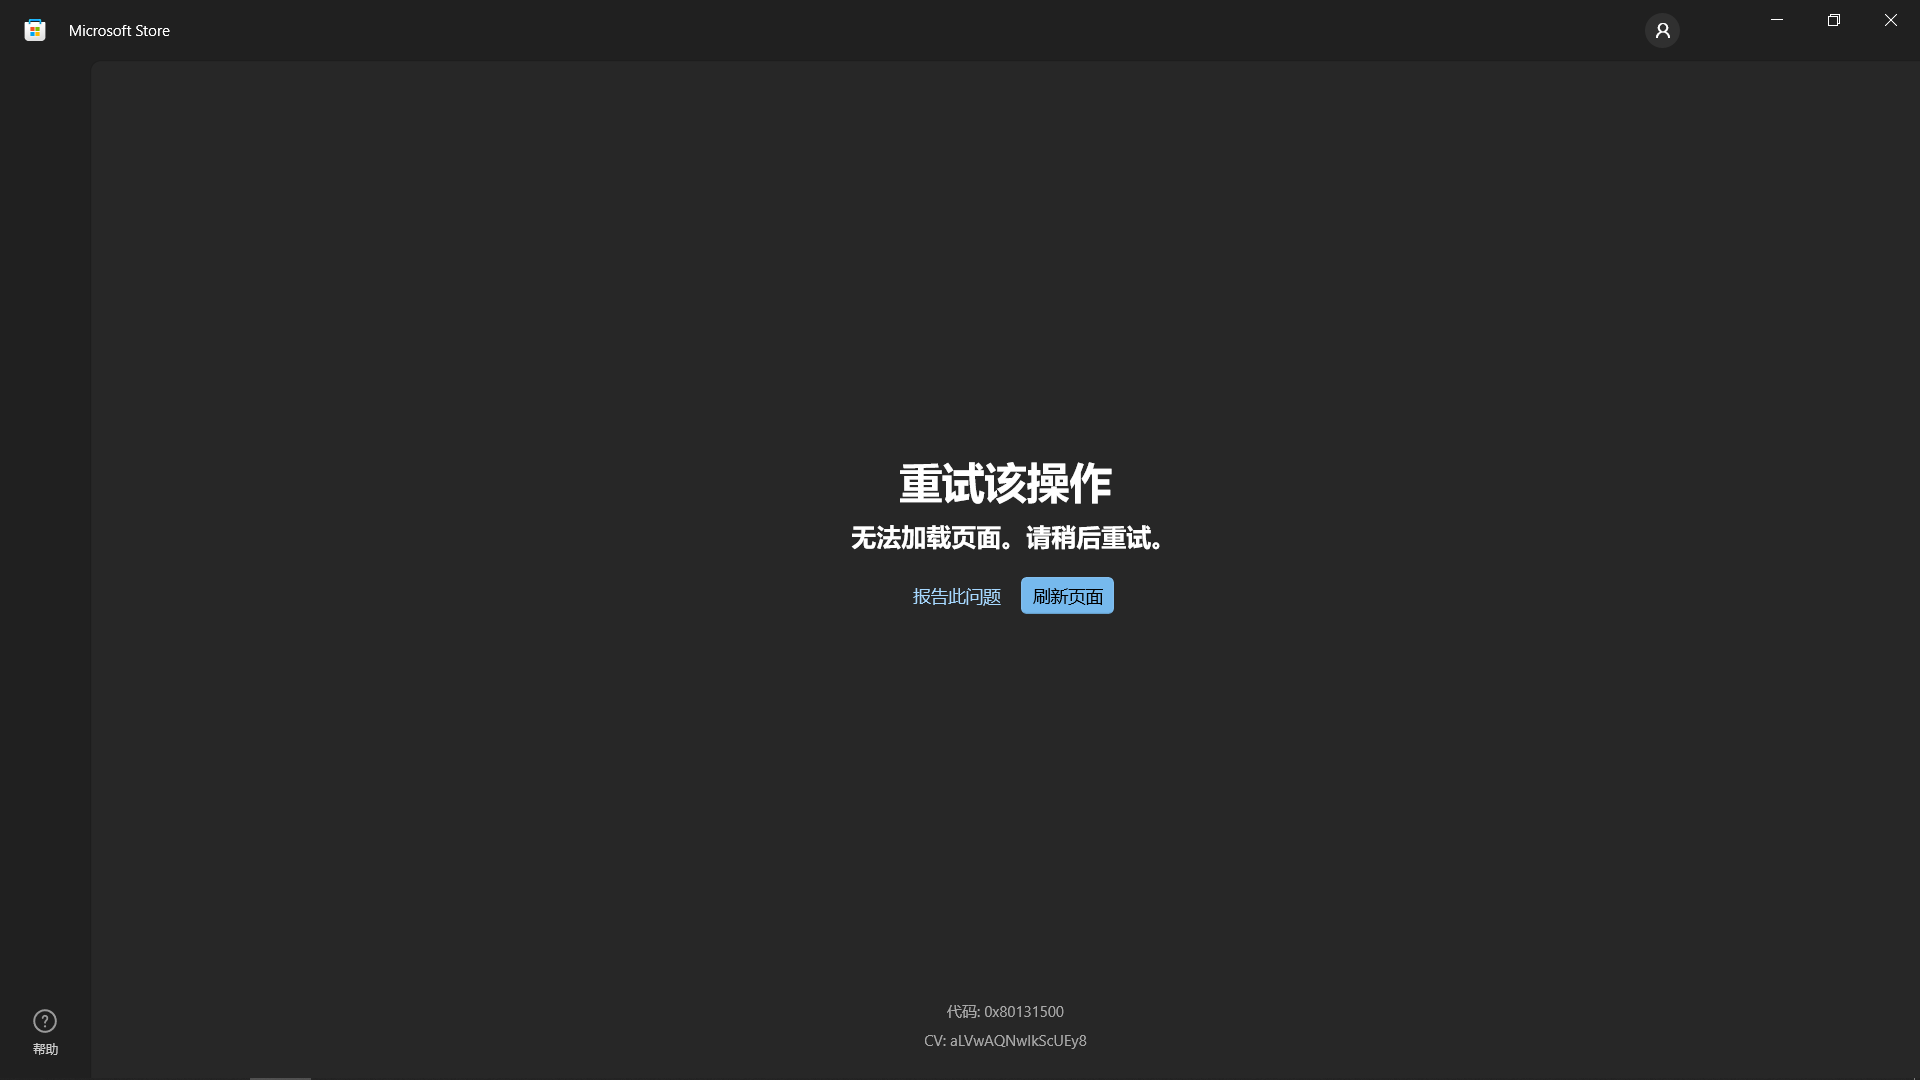 Microsoft Store
重试该操作
无法加载页面。请稍后重试。
报告此问题 刷新页面
代码: 0x80131500
CV: aLVwAQNwIkScUEy8
帮助